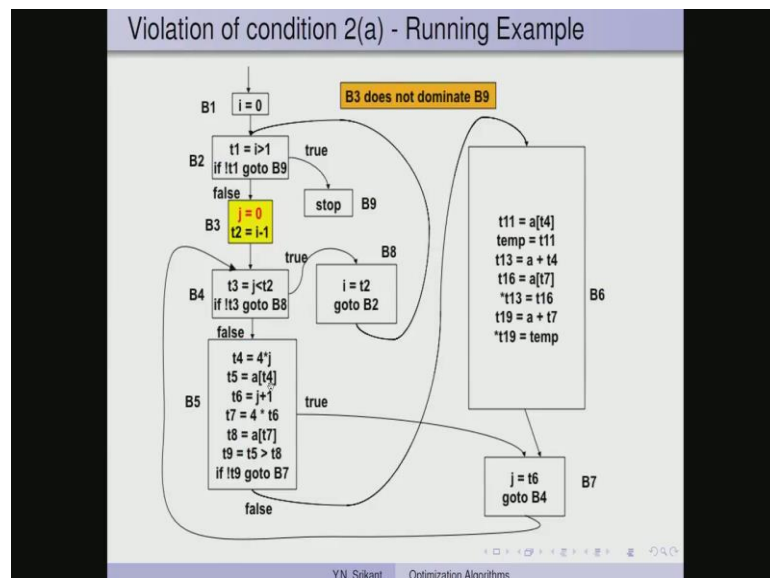 Violation of condition 2(a) - Running Example
B3 does not dominate B9
B1
i = 0
B2
t1 = i>1
if !t1 goto B9
true
false
stop
B9
B3
j = 0
t2 = i-1
true
B8
B4
t3 = j<t2
if !t3 goto B8
i = t2
goto B2
false
B5
t4 = 4*j
t5 = a[t4]
t6 = j+1
t7 = 4 * t6
t8 = a[t7]
t9 = t5 > t8
if !t9 goto B7
true
false
t11 = a[t4]
temp = t11
t13 = a + t4
t16 = a[t7]
*t13 = t16
t19 = a + t7
*t19 = temp
B6
j = t6
goto B4
B7
Y.N. Srikant
Optimization Algorithms